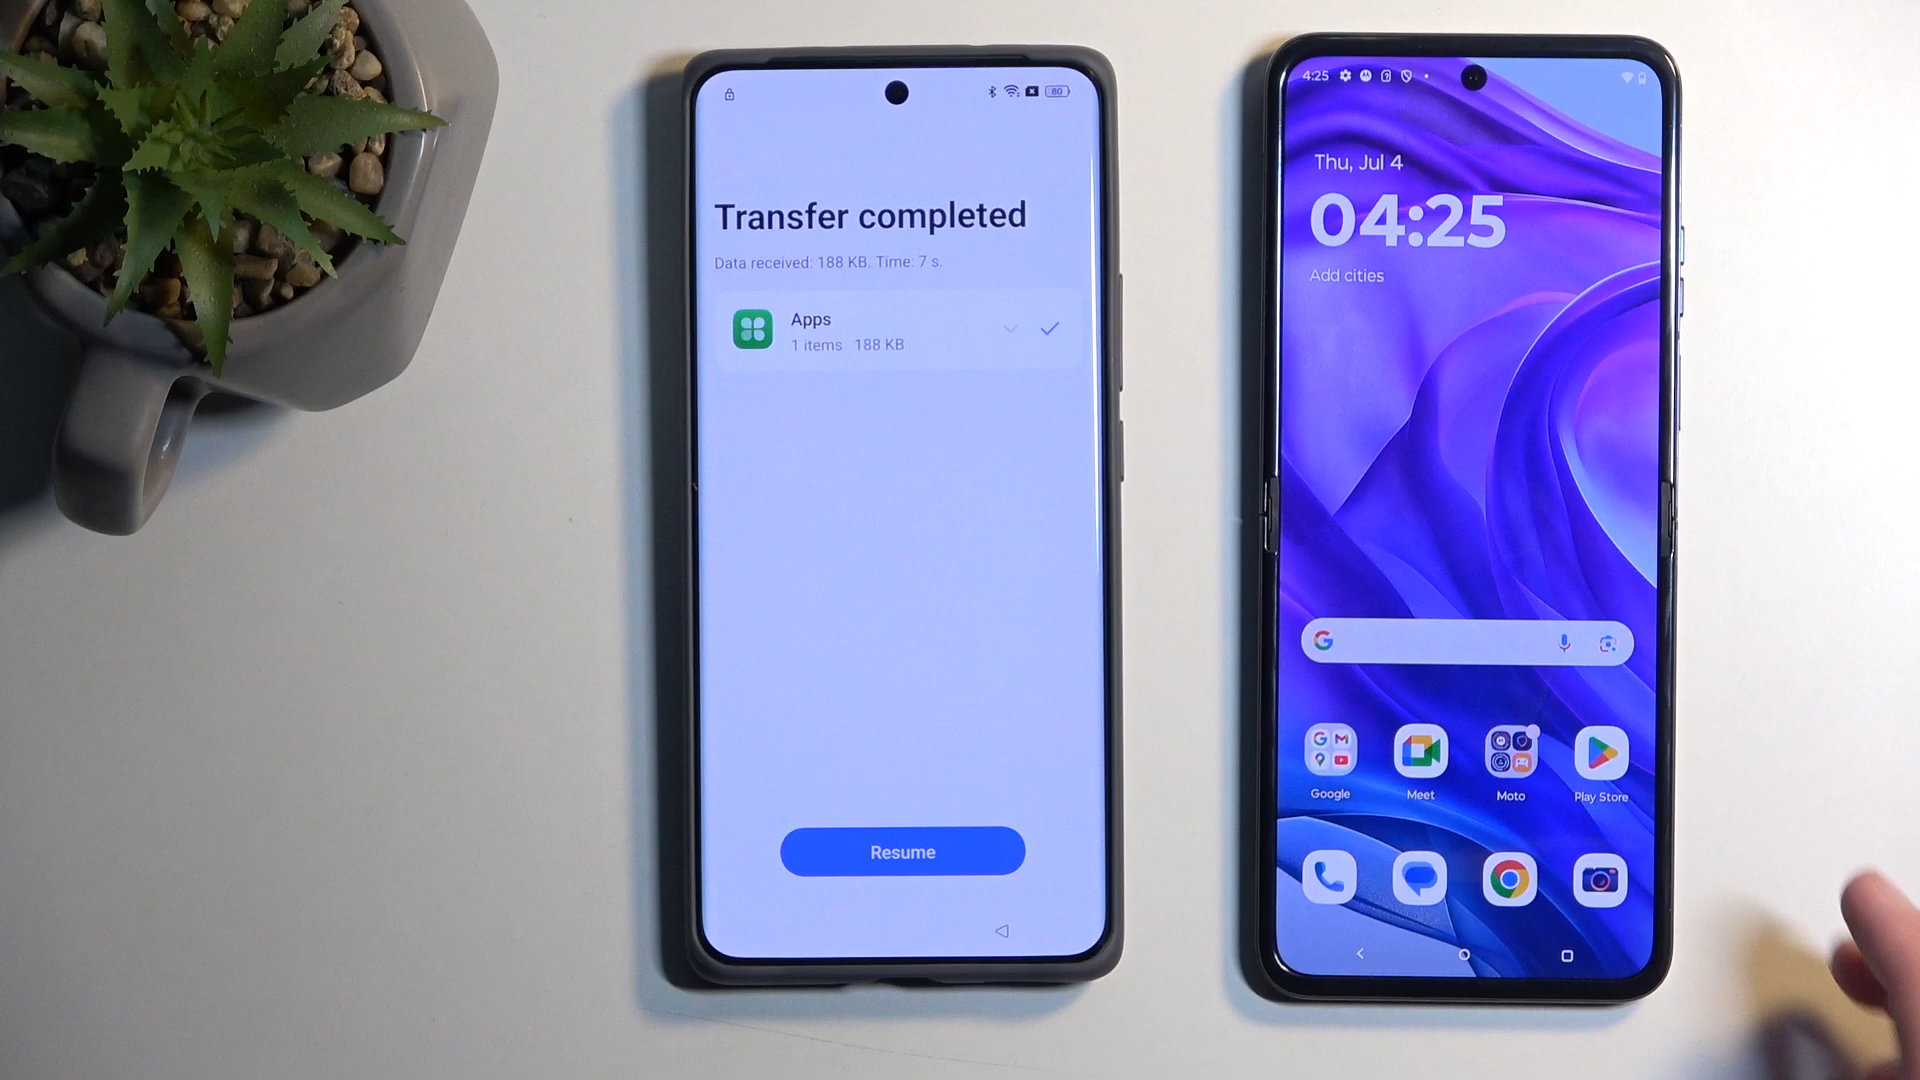 80
Transfer completed
Data received: 188 KB. Time: 7 s.
Apps
1 items 188 KB
Resume
4:25
Thu, Jul 4
04:25
Add cities
Google
Meet
Moto
Play Store